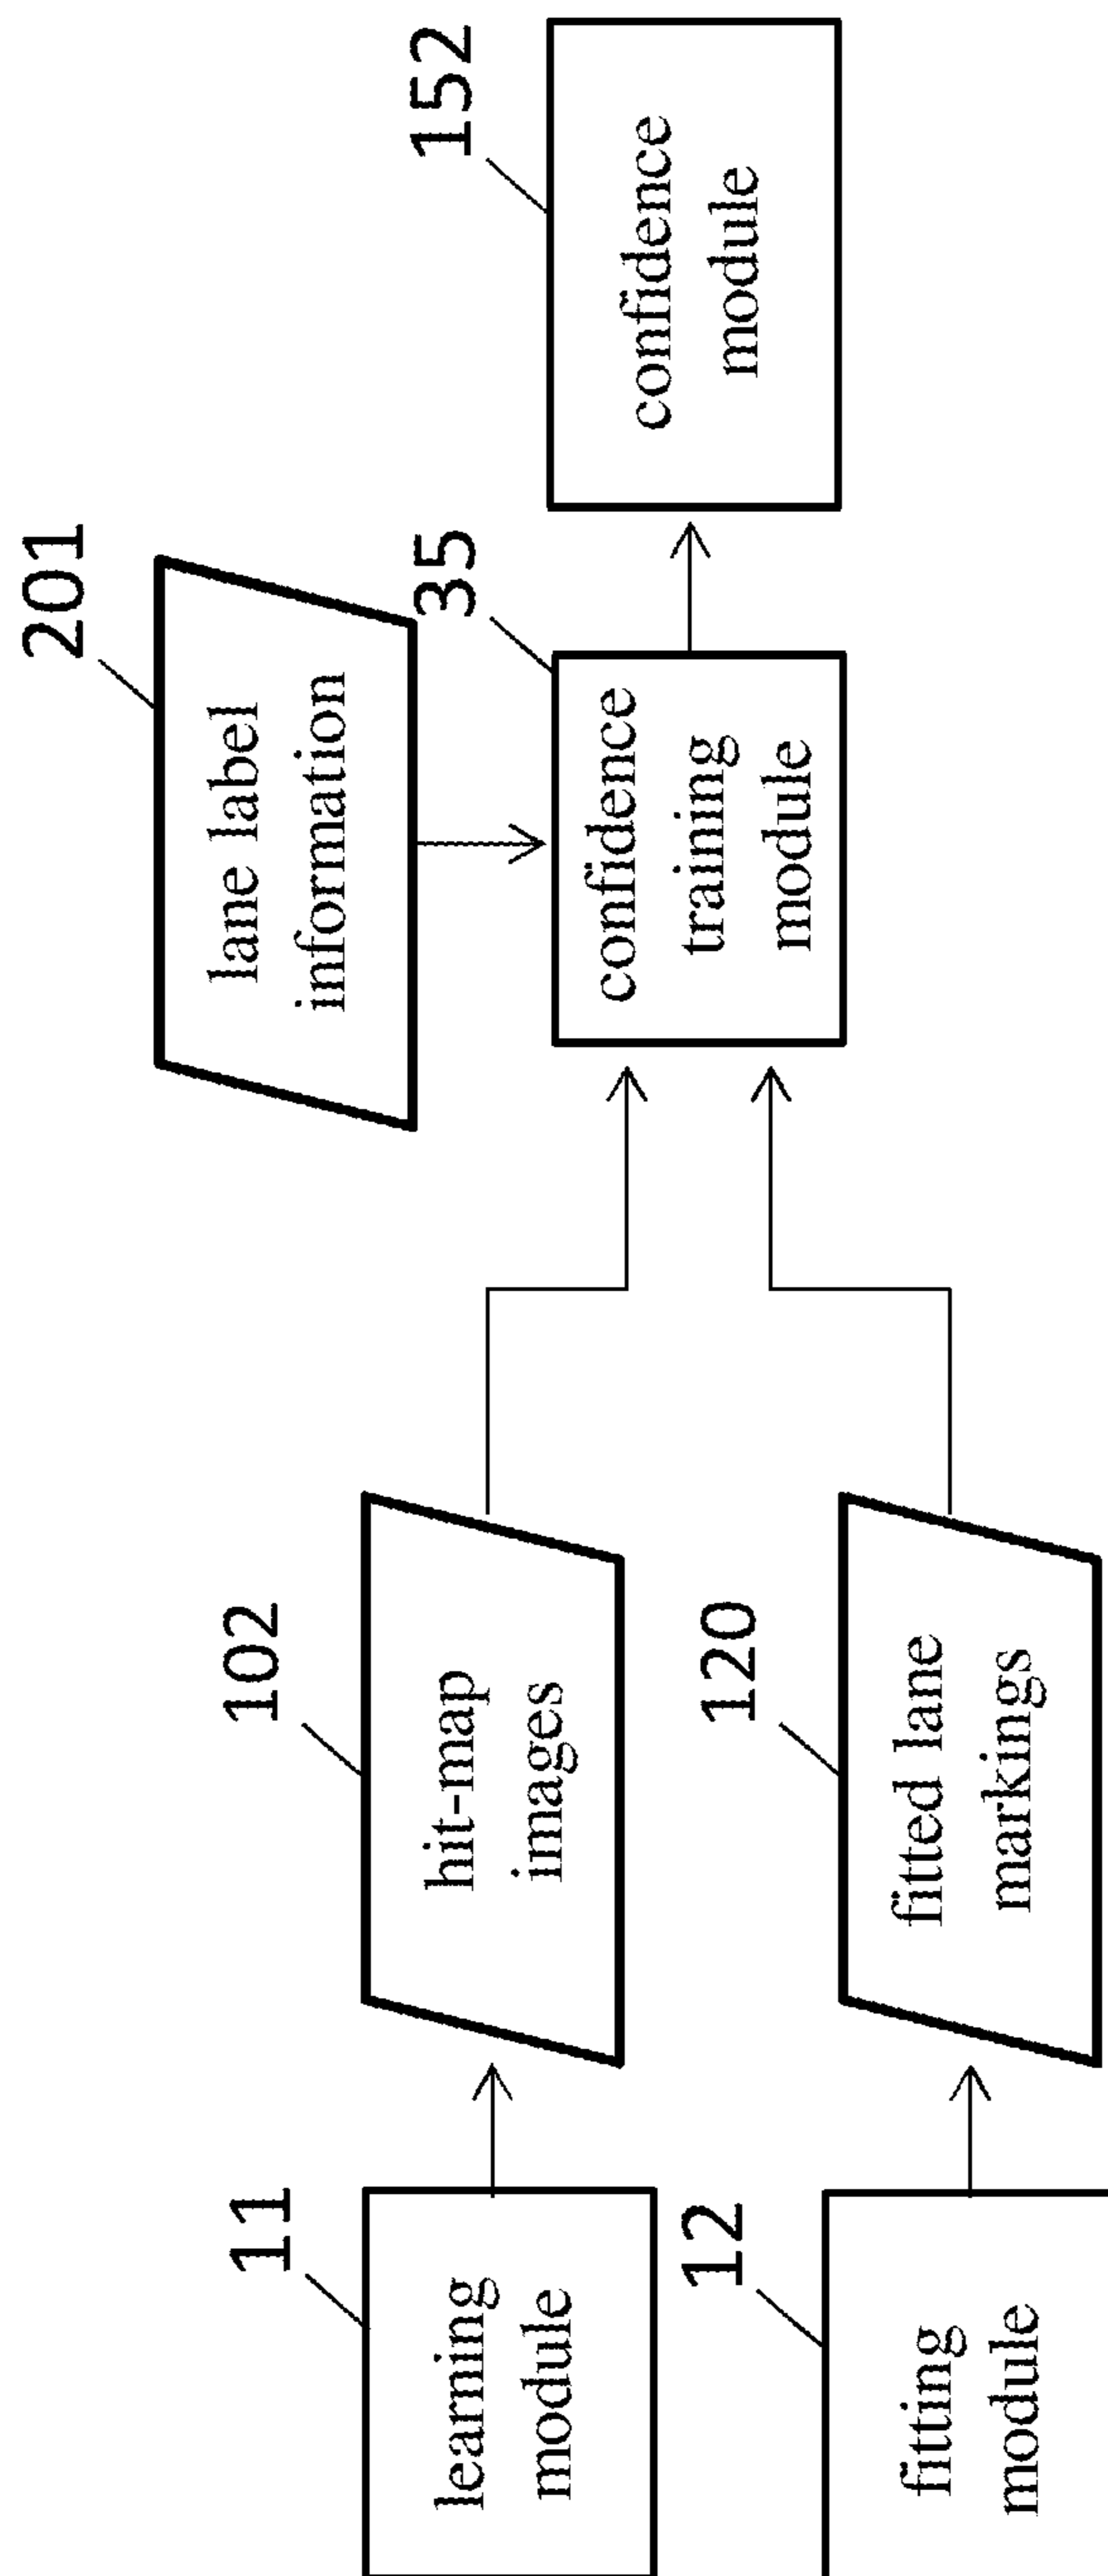 11
learning
module
102
hit-map
images
12
fitting
module
120
fitted lane
markings
201
lane label
information
35
confidence
training
module
152
confidence
module